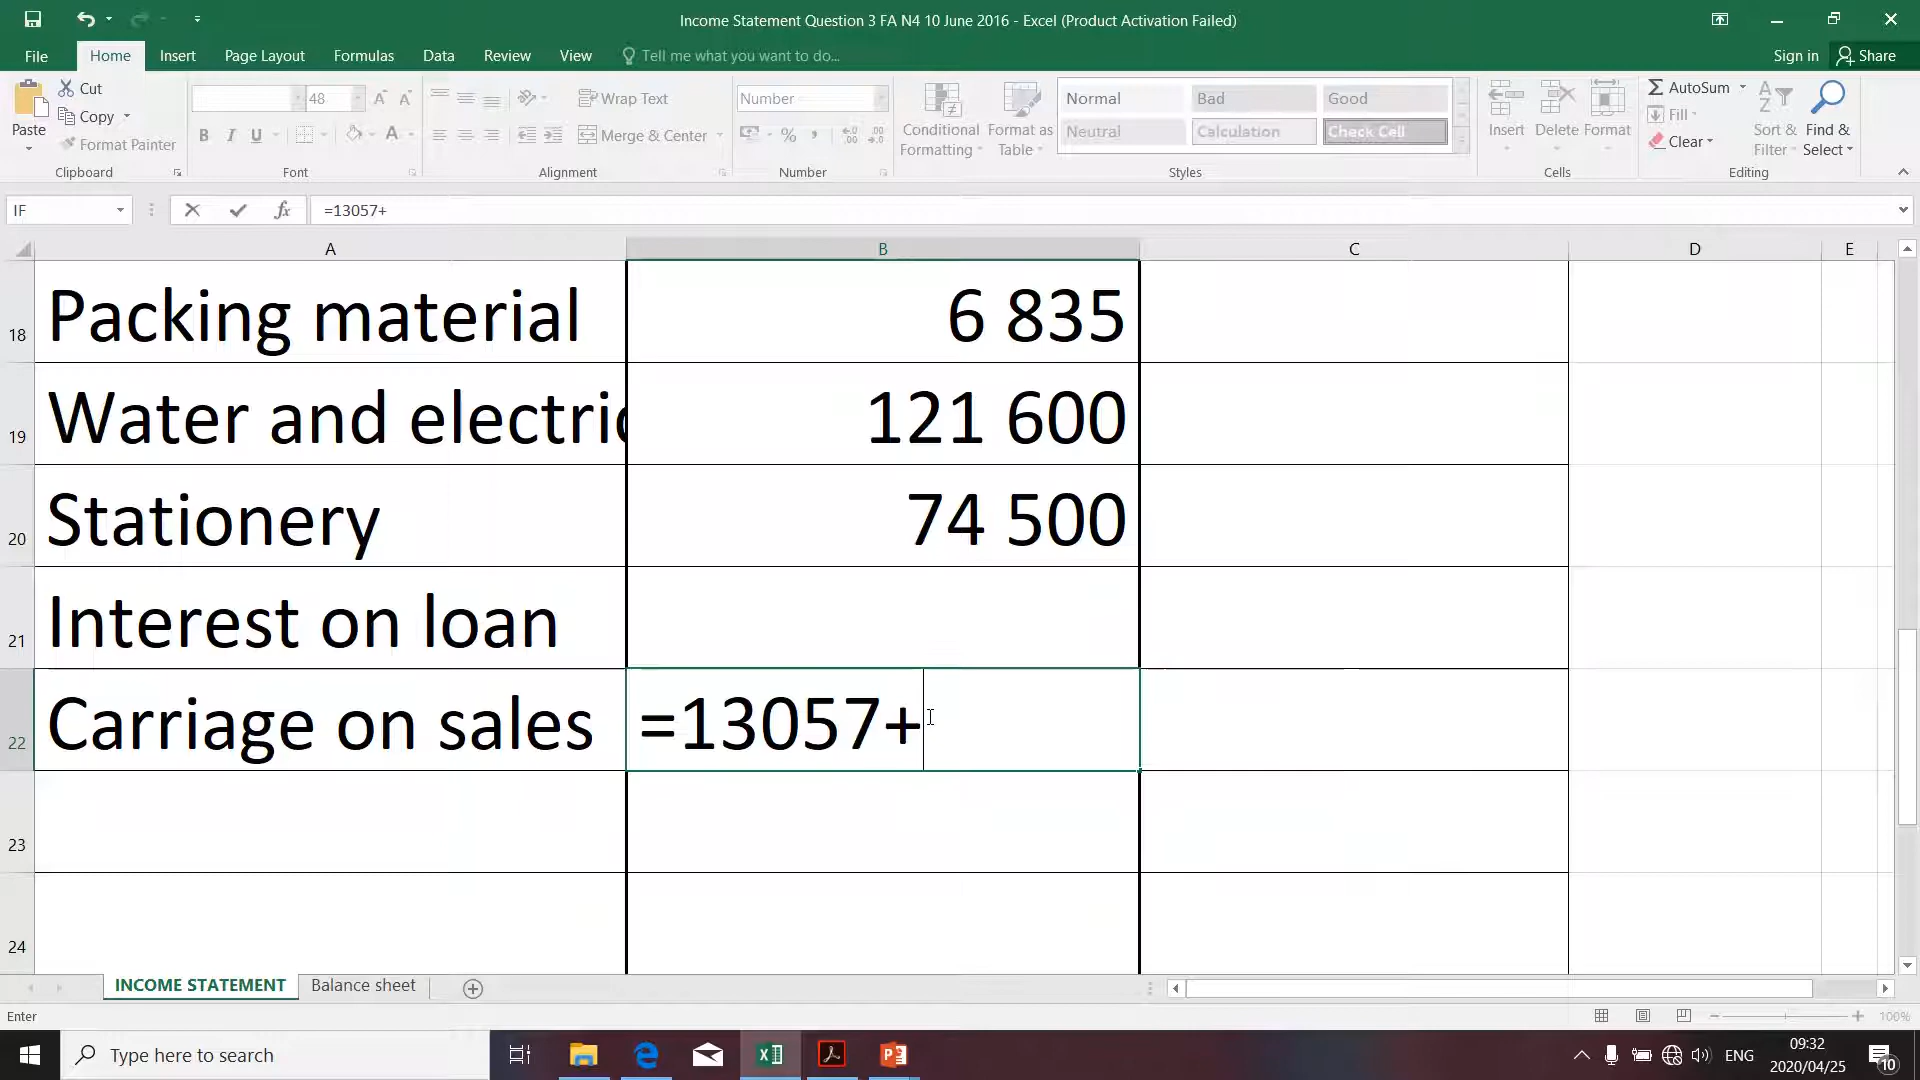 Income Statement Question 3 FA N4 10 June 2016 - Excel (Product Activation Failed)
File Home Insert Page Layout Formulas Data Review View Tell me what you want to do... Sign in Share
Paste
Cut
Copy
Format Painter
Clipboard
48
A A
B I U A
Font
Wrap Text
Merge & Center
Alignment
Number
%
Number
Conditional Formatting
Format as Table
Normal Bad Good
Neutral Calculation Check Cell
Styles
Insert Delete Format
Cells
AutoSum
Fill
Clear
Sort & Filter
Find & Select
Editing
IF fx =13057+
A B C D E
18 Packing material 6 835
19 Water and electric 121 600
20 Stationery 74 500
21 Interest on loan
22 Carriage on sales =13057+
23
24
INCOME STATEMENT Balance sheet
Enter 100%
Type here to search
ENG
09:32
2020/04/25
10